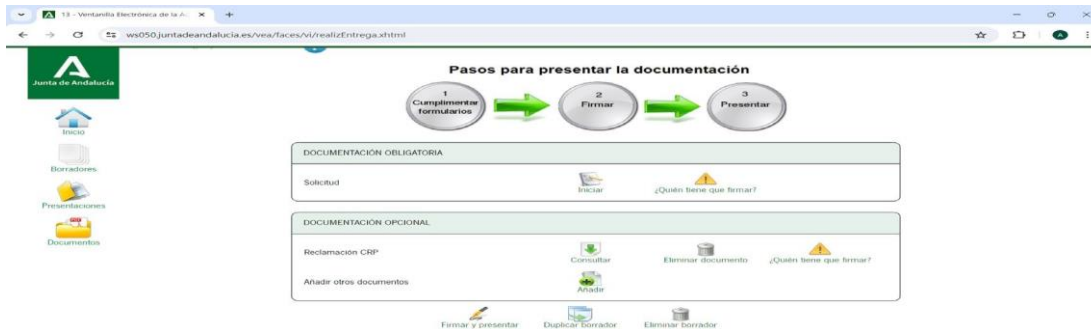 13 - Ventanilla Electrónica de la A
ws050.juntadeandalucia.es/vea/faces/vi/realizEntrega.xhtml
A
Junta de Andalucía
Inicio
Borradores
Presentaciones
Documentos
Pasos para presentar la documentación
1
Cumplimentar
formularios
2
Firmar
3
Presentar
DOCUMENTACIÓN OBLIGATORIA
Solicitud
Iniciar
¿Quién tiene que firmar?
DOCUMENTACIÓN OPCIONAL
Reclamación CRP
Consultar
Eliminar documento
¿Quién tiene que firmar?
Añadir otros documentos
Añadir
Firmar y presentar
Duplicar borrador
Eliminar borrador